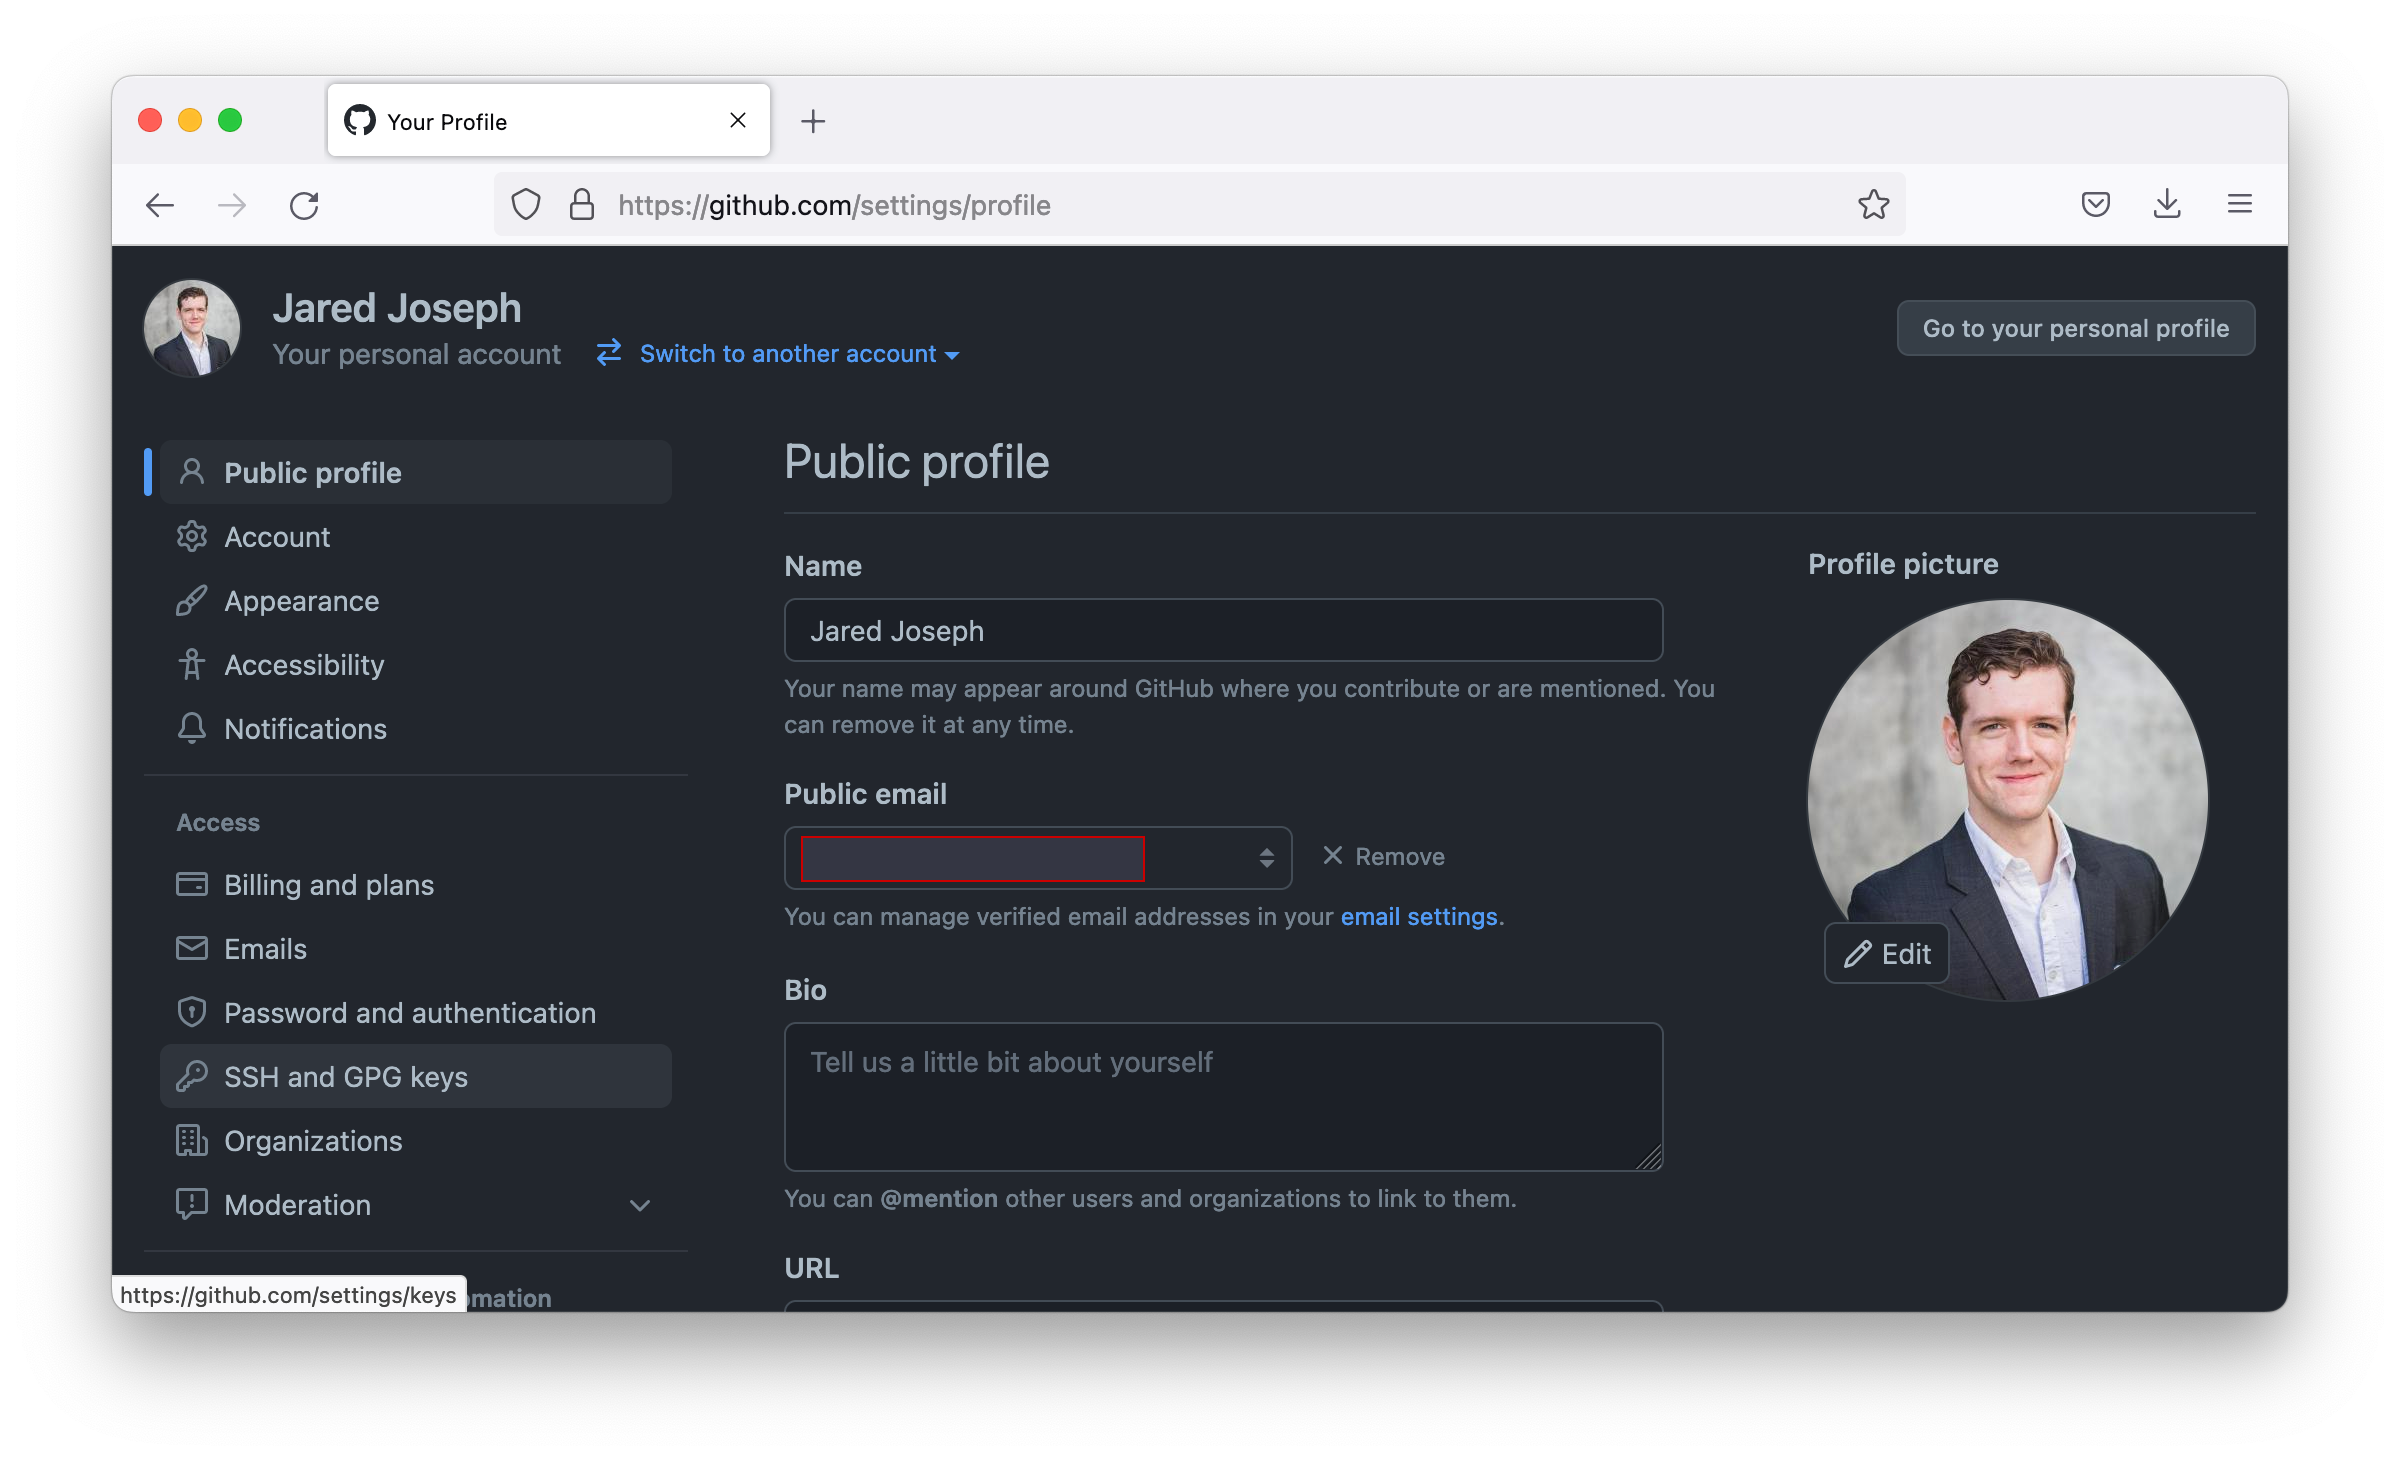 Your Profile
https://github.com/settings/profile
Jared Joseph
Your personal account
Switch to another account
Go to your personal profile
Public profile
Account
Appearance
Accessibility
Notifications
Access
Billing and plans
Emails
Password and authentication
SSH and GPG keys
Organizations
Moderation
https://github.com/settings/keys
Public profile
Name
Jared Joseph
Your name may appear around GitHub where you contribute or are mentioned. You
can remove it at any time.
Public email
Remove
You can manage verified email addresses in your email settings.
Bio
Tell us a little bit about yourself
You can @mention other users and organizations to link to them.
URL
Profile picture
Edit